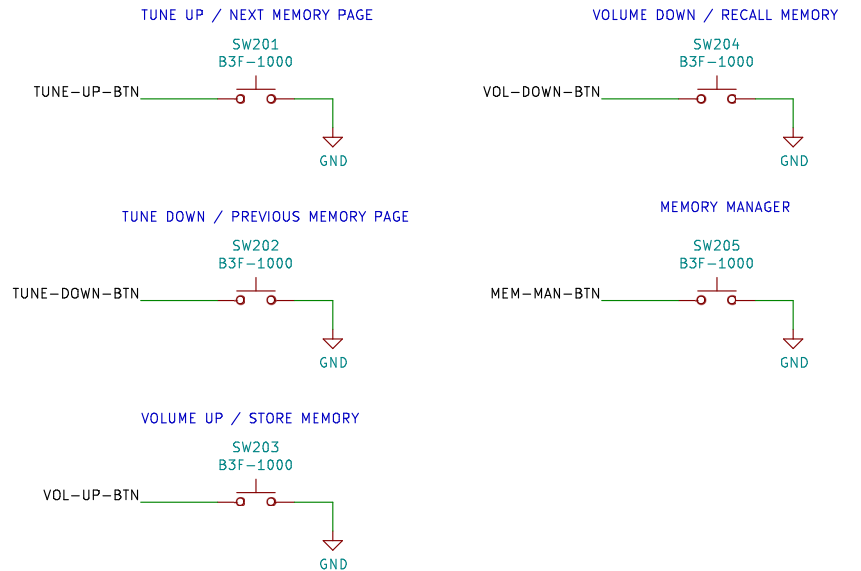 TUNE UP / NEXT MEMORY PAGE
SW201
B3F-1000
TUNE-UP-BTN
GND
VOLUME DOWN / RECALL MEMORY
SW204
B3F-1000
VOL-DOWN-BTN
GND
TUNE DOWN / PREVIOUS MEMORY PAGE
SW202
B3F-1000
TUNE-DOWN-BTN
GND
MEMORY MANAGER
SW205
B3F-1000
MEM-MAN-BTN
GND
VOLUME UP / STORE MEMORY
SW203
B3F-1000
VOL-UP-BTN
GND